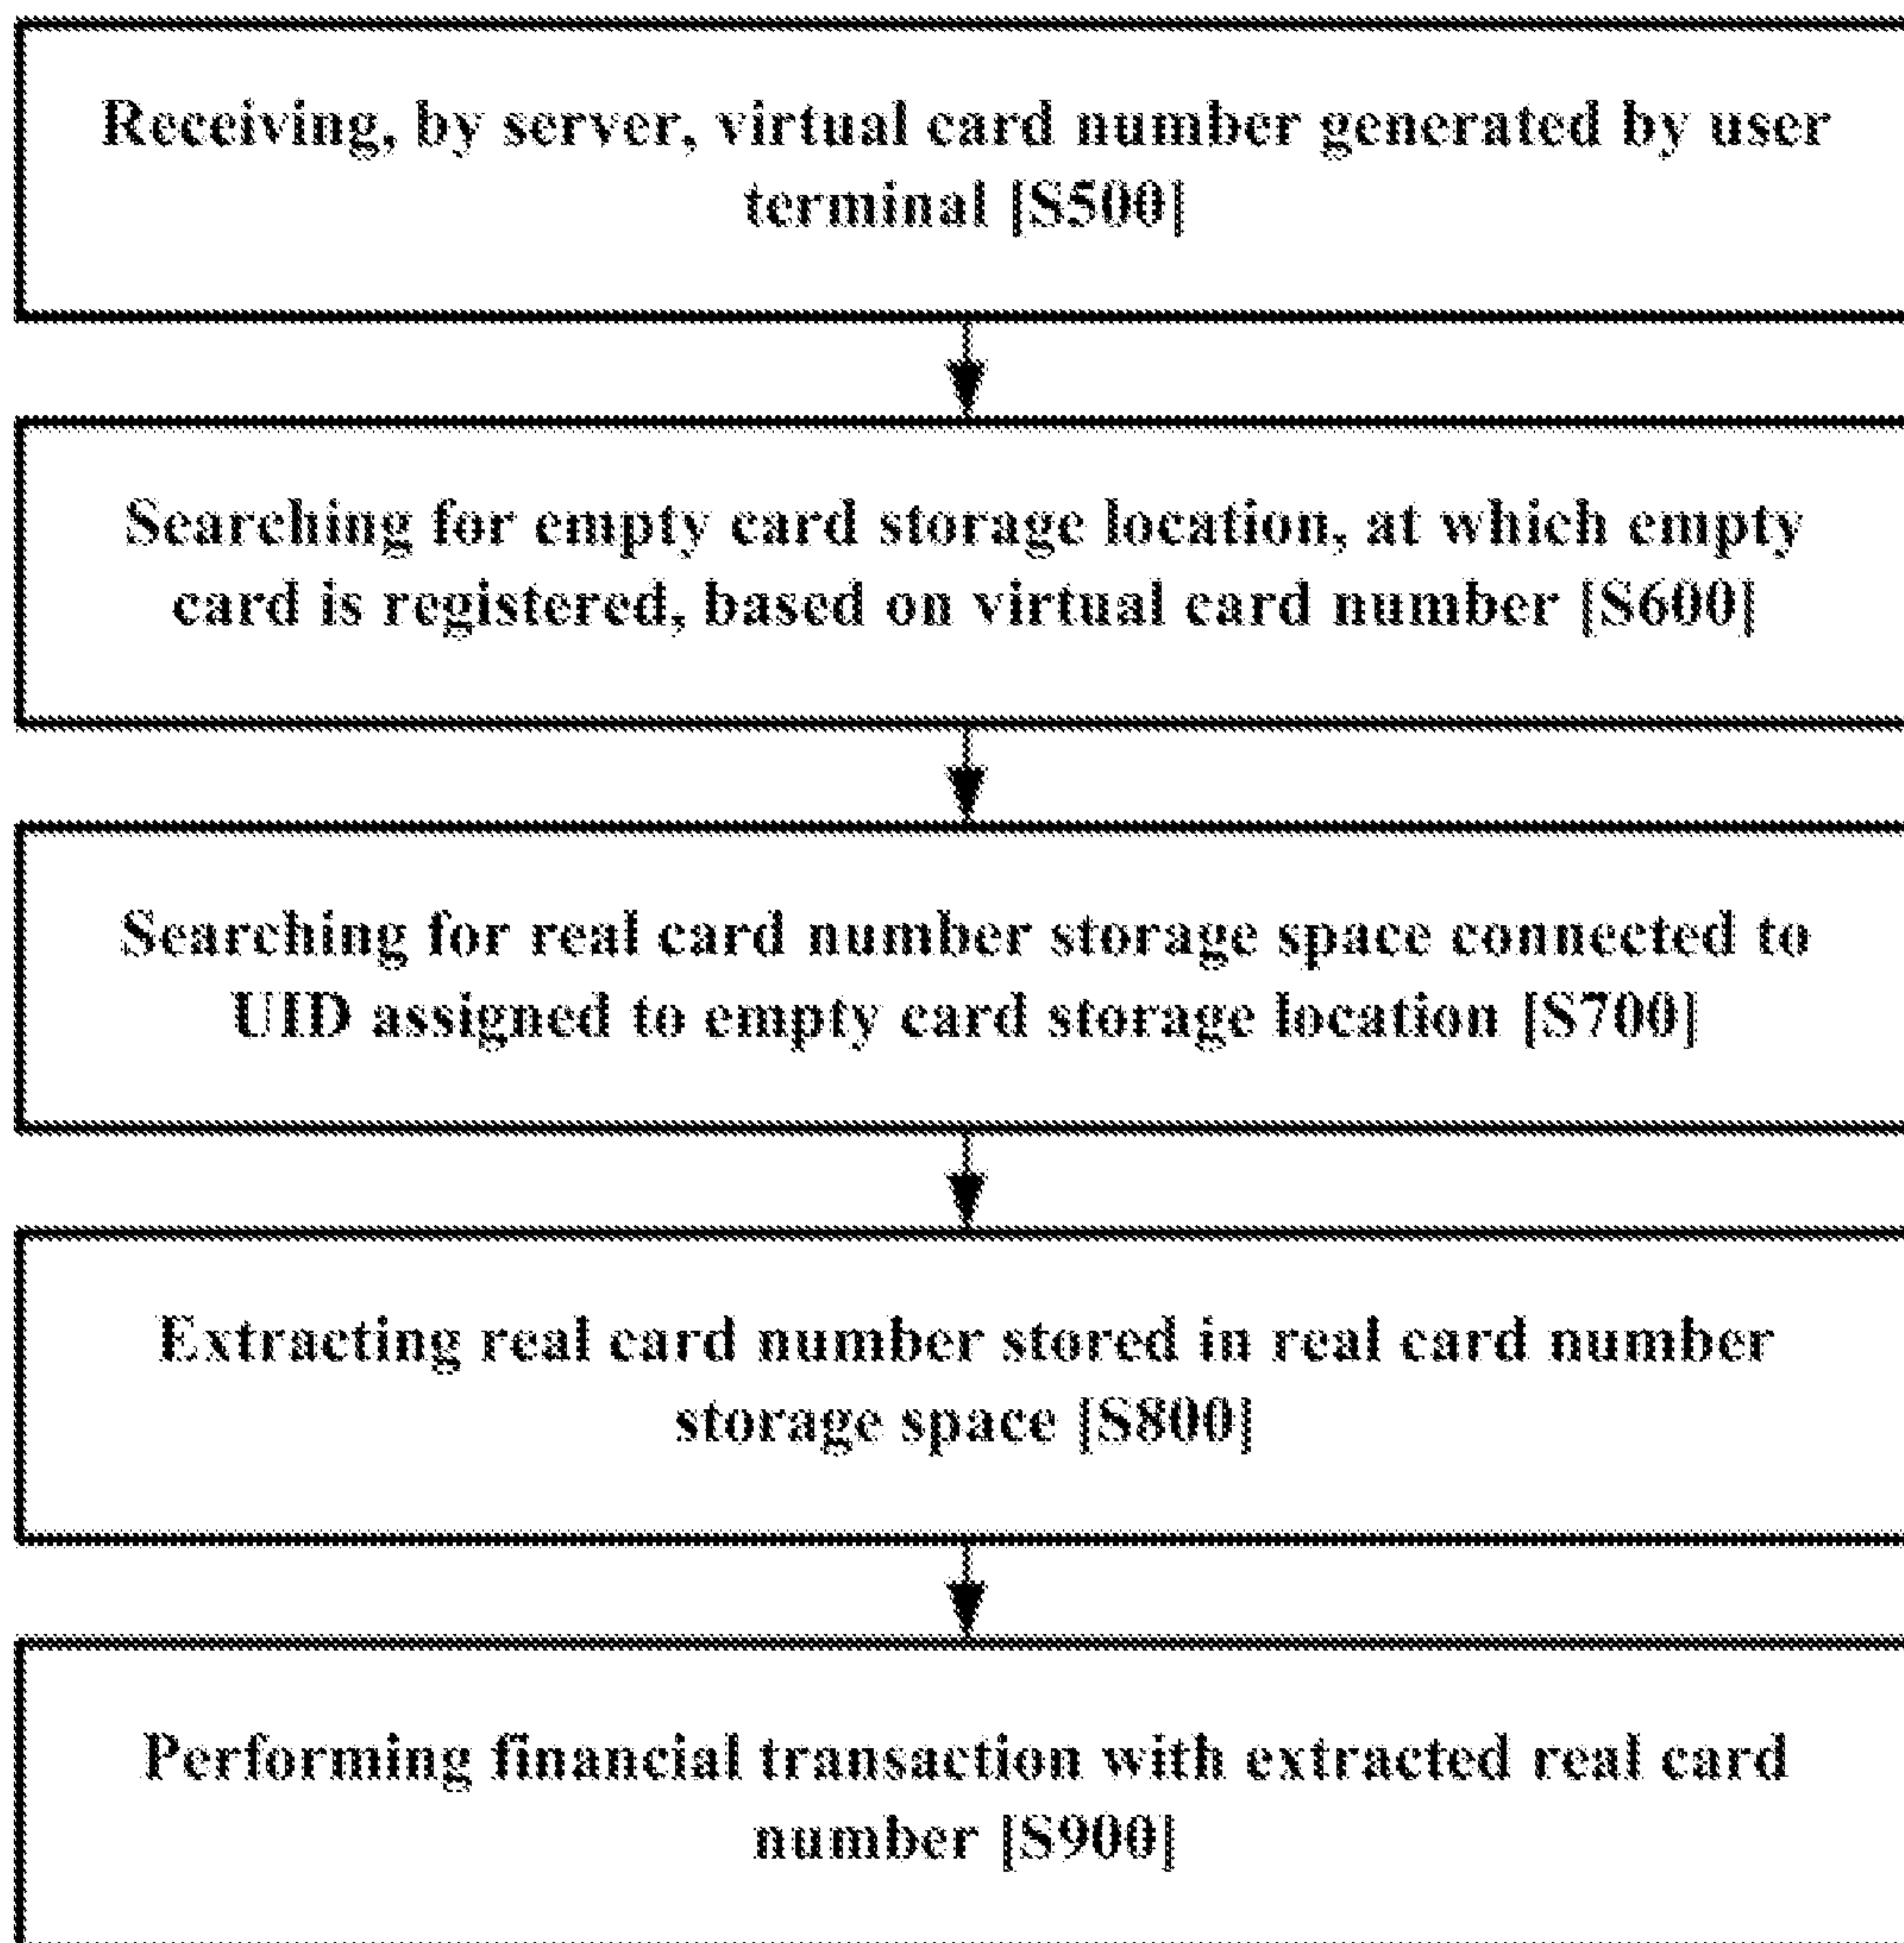 Receiving, by server, virtual card number generated by user
terminal [S500]
Searching for empty card storage location, at which empty
card is registered, based on virtual card number [S600]
Searching for real card number storage space connected to
UID assigned to empty card storage location [S700]
Extracting real card number stored in real card number
storage space [S800]
Performing financial transaction with extracted real card
number [S900]